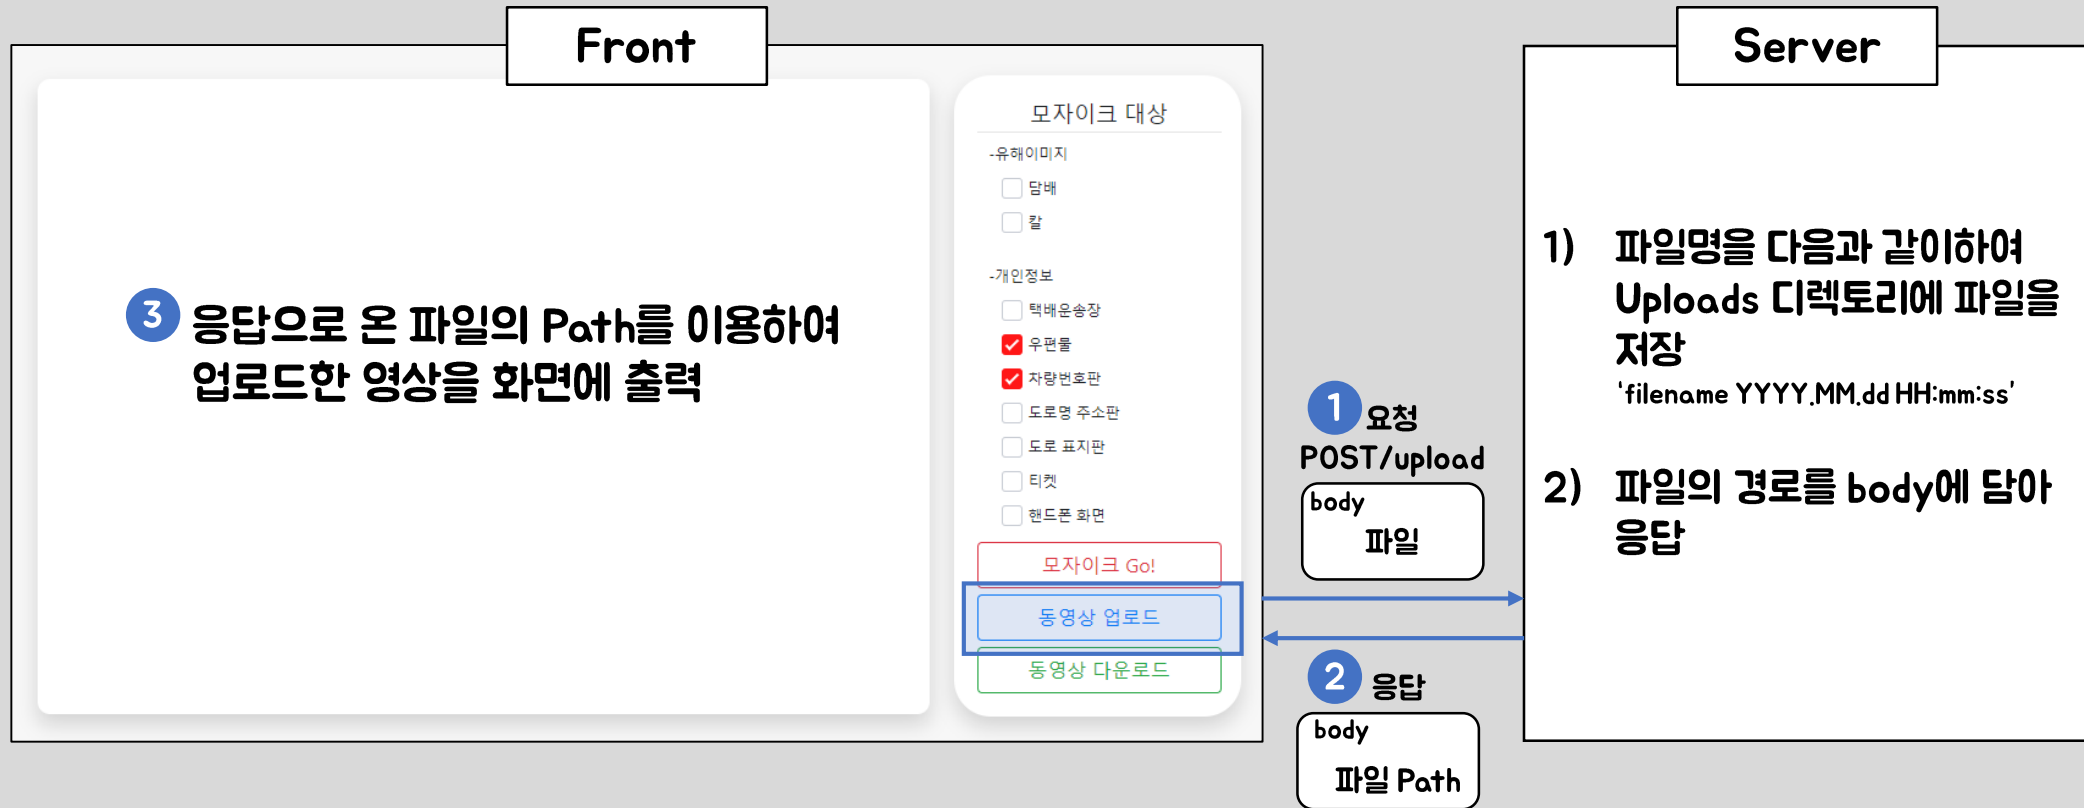 Front
3
응답으로 온 파일의 Path를 이용하여
업로드한 영상을 화면에 출력
모자이크 대상
-유해이미지
담배
칼
-개인정보
택배운송장
우편물
차량번호판
도로명 주소판
도로 표지판
티켓
핸드폰 화면
모자이크 Go!
동영상 업로드
동영상 다운로드
1 요청
POST/upload
body
파일
2 응답
body
파일 Path
Server
1) 파일명을 다음과 같이하여
Uploads 디렉토리에 파일을
저장
'filename YYYY.MM.dd HH:mm:ss'
2) 파일의 경로를 body에 담아
응답